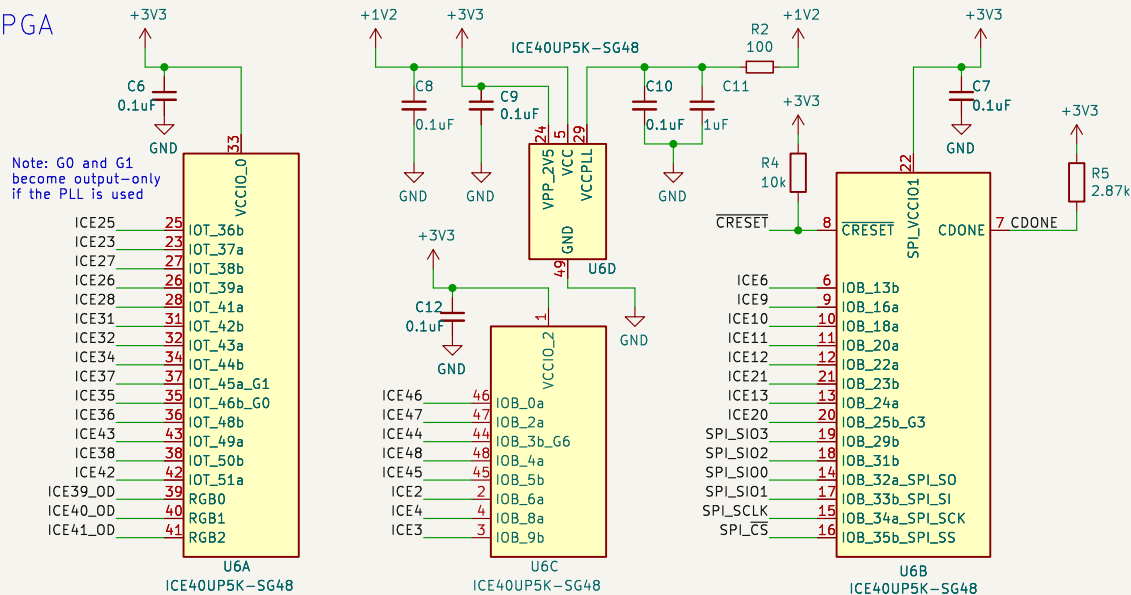 PGA
+3V3
C6
0.1uF
GND
Note: G0 and G1
become output-only
if the PLL is used
33
VCCIO_0
ICE25 25 IOT_36b
ICE23 23 IOT_37a
ICE27 27 IOT_38b
ICE26 26 IOT_39a
ICE28 28 IOT_41a
ICE31 31 IOT_42b
ICE32 32 IOT_43a
ICE34 34 IOT_44b
ICE37 37 IOT_45a_G1
ICE35 35 IOT_46b_G0
ICE36 36 IOT_48b
ICE43 43 IOT_49a
ICE38 38 IOT_50b
ICE42 42 IOT_51a
ICE39_OD 39 RGB0
ICE40_OD 40 RGB1
ICE41_OD 41 RGB2
U6A
ICE40UP5K-SG48
+1V2
+3V3
ICE40UP5K-SG48
R2
100
+1V2
C8
0.1uF
GND
C9
0.1uF
GND
C10
0.1uF
C11
1uF
GND
24
5
29
VPP_2V5
VCC
VCCPLL
GND
49
U6D
GND
+3V3
C12
0.1uF
GND
1
VCCIO_2
ICE46 46 IOB_0a
ICE47 47 IOB_2a
ICE44 44 IOB_3b_G6
ICE48 48 IOB_4a
ICE45 45 IOB_5b
ICE2 2 IOB_6a
ICE4 4 IOB_8a
ICE3 3 IOB_9b
U6C
ICE40UP5K-SG48
+3V3
R4
10k
+3V3
C7
0.1uF
GND
+3V3
R5
2.87k
22
SPI_VCCIO1
CRESET 8 CRESET
CDONE 7 CDONE
ICE6 6 IOB_13b
ICE9 9 IOB_16a
ICE10 10 IOB_18a
ICE11 11 IOB_20a
ICE12 12 IOB_22a
ICE21 21 IOB_23b
ICE13 13 IOB_24a
ICE20 20 IOB_25b_G3
SPI_SIO3 19 IOB_29b
SPI_SIO2 18 IOB_31b
SPI_SIO0 14 IOB_32a_SPI_SO
SPI_SIO1 17 IOB_33b_SPI_SI
SPI_SCLK 15 IOB_34a_SPI_SCK
SPI_CS 16 IOB_35b_SPI_SS
U6B
ICE40UP5K-SG48